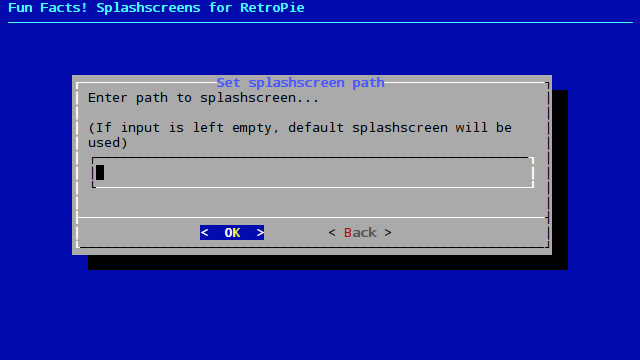 Fun Facts! Splashscreens for RetroPie
Set splashscreen path
Enter path to splashscreen...
(If input is left empty, default splashscreen will be
used)
<  OK  > < Back >